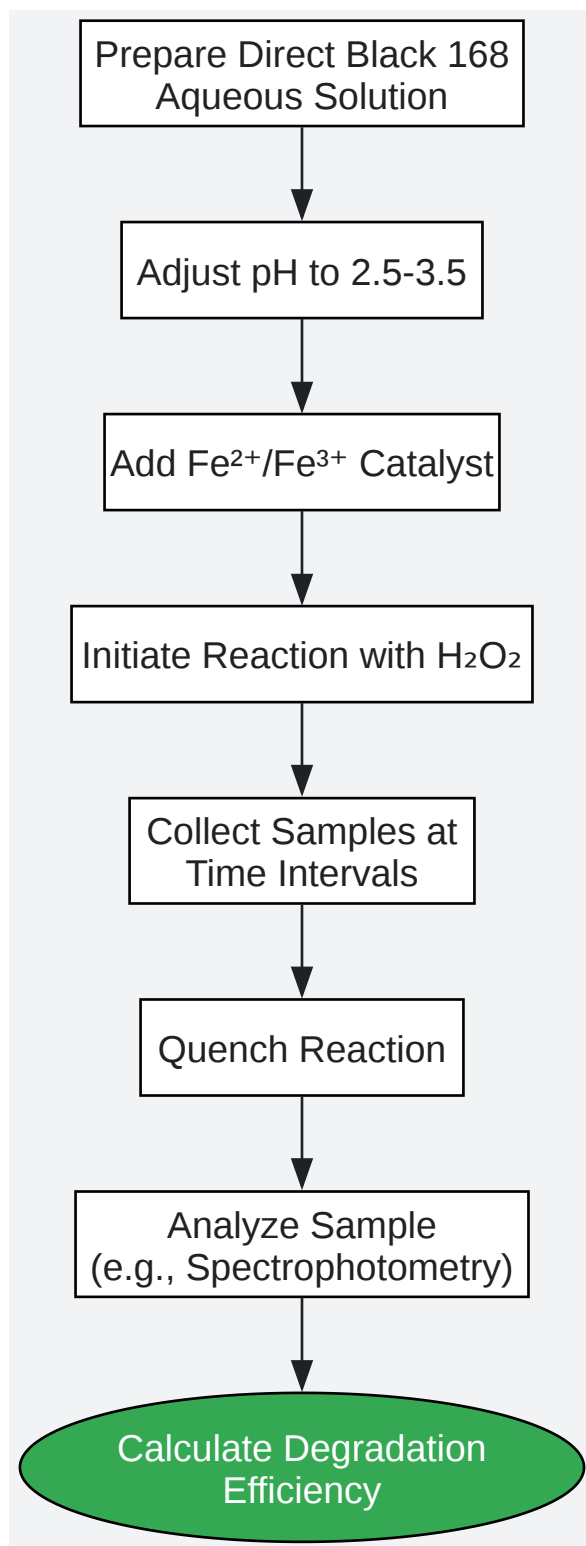 Prepare Direct Black 168
Aqueous Solution
Adjust pH to 2.5-3.5
Add Fe²⁺/Fe³⁺ Catalyst
Initiate Reaction with H₂O₂
Collect Samples at
Time Intervals
Quench Reaction
Analyze Sample
(e.g., Spectrophotometry)
Calculate Degradation
Efficiency